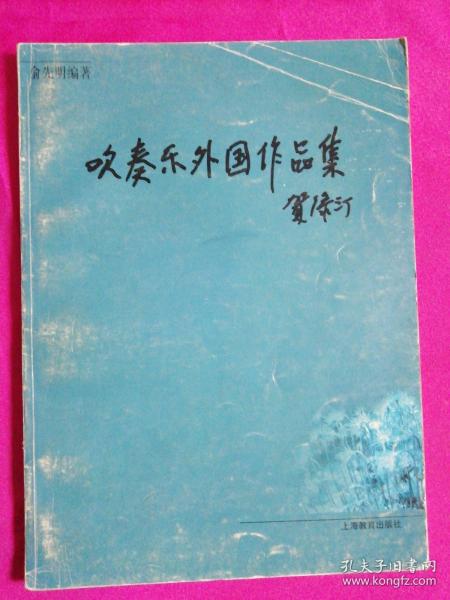 俞先明编著
吹奏乐外国作品集
贺绿汀
上海教育出版社
孔夫子旧书网
www.kongfz.com